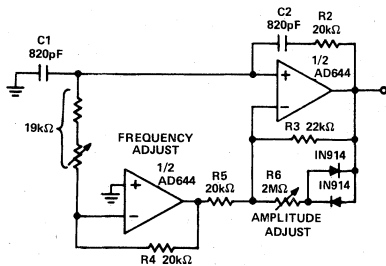 C1
820pF
C2
820pF
R2
20kΩ
1/2
AD644
+
−
R3 22kΩ
19kΩ
FREQUENCY
ADJUST
1/2
AD644
+
−
R5
20kΩ
R6
2MΩ
IN914
IN914
AMPLITUDE
ADJUST
R4 20kΩ